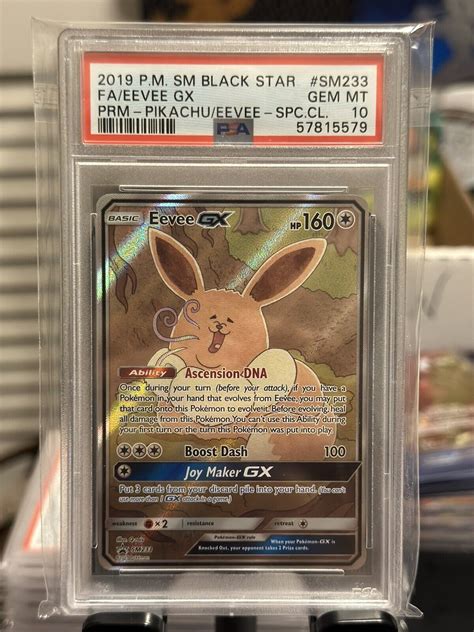 2019 P.M. SM BLACK STAR #SM233
FA/EEVEE GX GEM MT
PRM-PIKACHU/EEVEE-SPC.CL. 10
PSA 57815579
BASIC Eevee GX HP 160
Ability Ascension DNA
Once during your turn (before your attack), if you have a
Pokémon in your hand that evolves from Eevee, you may
put that card onto this Pokémon to evolve it. Before evolving, heal
all damage from this Pokémon. You can't use this Ability during
your first turn or the turn this Pokémon was put into play.
Boost Dash 100
Joy Maker GX
Put 3 cards from your discard pile into your hand. (You can't
use more than 1 GX attack in a game.)
weakness ×2 resistance retreat
Pokémon-GX rule
When your Pokémon-GX is
Knocked Out, your opponent takes 2 Prize cards.
SM233